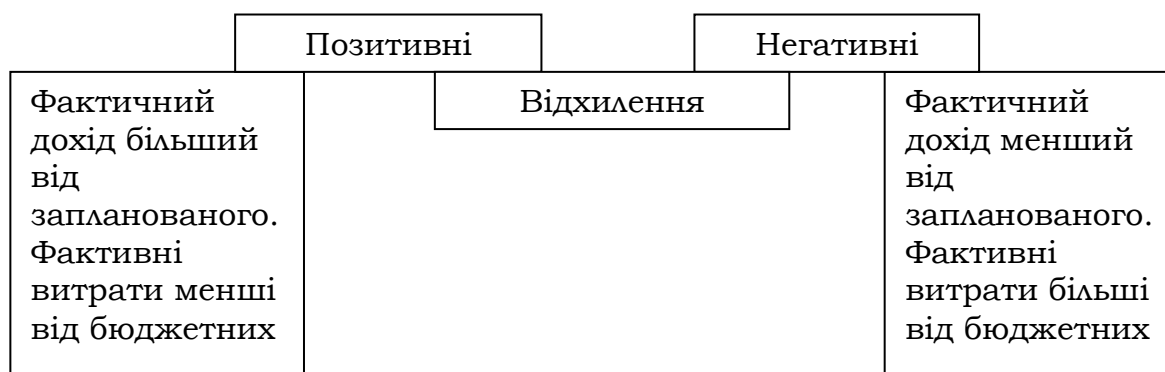 Позитивні
Негативні
Відхилення
Фактичний
дохід більший
від
запланованого.
Фактивні
витрати менші
від бюджетних
Фактичний
дохід менший
від
запланованого.
Фактивні
витрати більші
від бюджетних